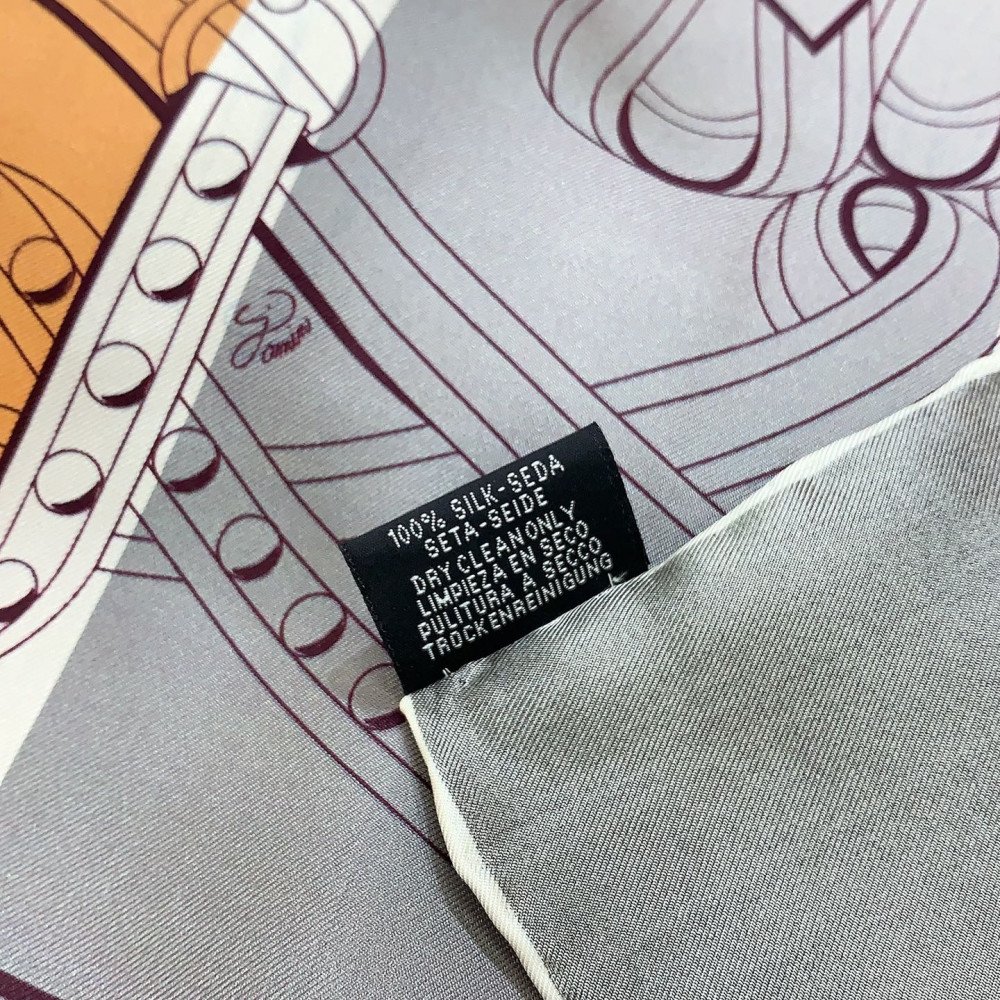 100% SILK-SEDA
SETA-SEIDE
DRY CLEAN ONLY
LIMPIEZA EN SECO
PULITURA A SECCO
TROCKENREINIGUNG